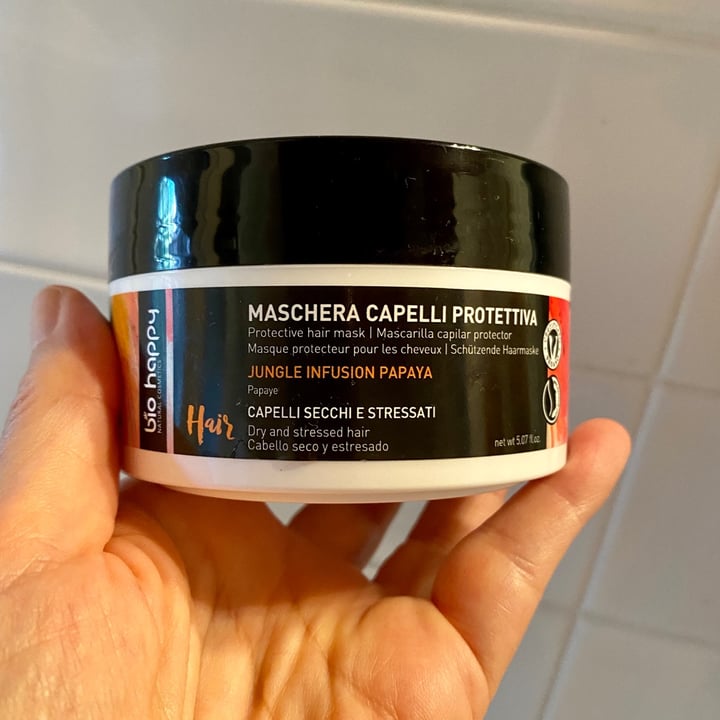 bio happy
NATURAL COSMETICS
MASCHERA CAPELLI PROTETTIVA
Protective hair mask | Mascarilla capilar protector
Masque protecteur pour les cheveux | Schützende Haarmaske
JUNGLE INFUSION PAPAYA
Papaye
Hair
CAPELLI SECCHI E STRESSATI
Dry and stressed hair
Cabello seco y estresado
net wt 5.07 fl.oz.